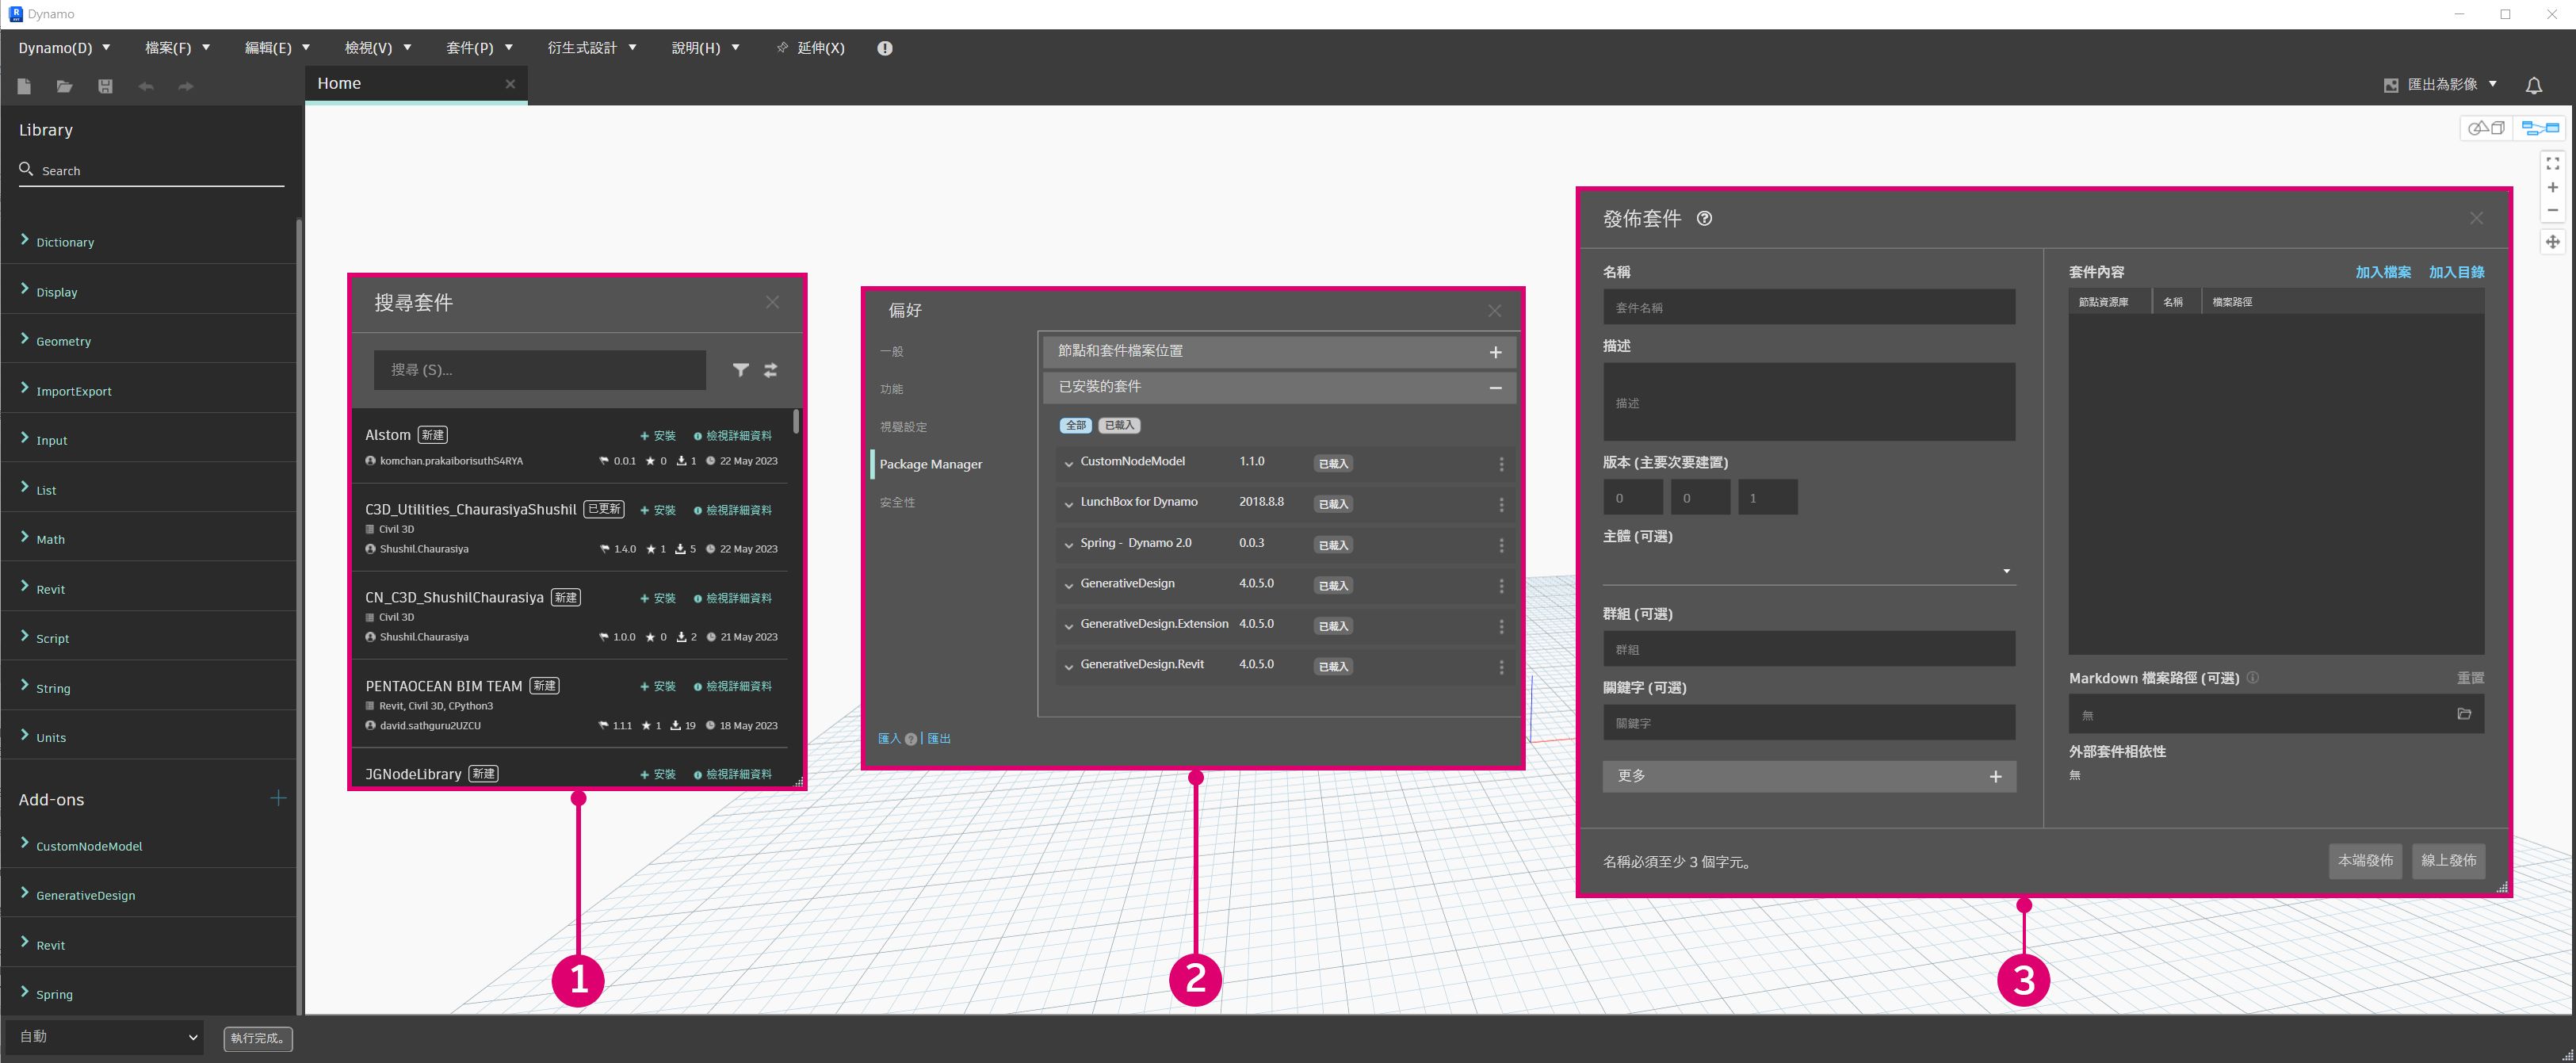 Dynamo
Dynamo(D) 檔案(F) 編輯(E) 檢視(V) 套件(P) 衍生式設計 說明(H) 延伸(X)
Home
匯出為影像
Library
Search
Dictionary
Display
Geometry
ImportExport
Input
List
Math
Revit
Script
String
Units
Add-ons
CustomNodeModel
GenerativeDesign
Revit
Spring
自動
執行完成。
搜尋套件
搜尋 (S)...
Alstom 新建 + 安裝 檢視詳細資料
komchan.prakaiborisuthS4RYA 0.0.1 0 1 22 May 2023
C3D_Utilities_ChaurasiyaShushil 已更新 + 安裝 檢視詳細資料
Civil 3D
Shushil.Chaurasiya 1.4.0 1 5 22 May 2023
CN_C3D_ShushilChaurasiya 新建 + 安裝 檢視詳細資料
Civil 3D
Shushil.Chaurasiya 1.0.0 0 2 21 May 2023
PENTAOCEAN BIM TEAM 新建 + 安裝 檢視詳細資料
Revit, Civil 3D, CPython3
david.sathguru2UZCU 1.1.1 1 19 18 May 2023
JGNodeLibrary 新建 + 安裝 檢視詳細資料
1
偏好
一般
功能
視覺設定
Package Manager
安全性
節點和套件檔案位置
已安裝的套件
全部 已載入
CustomNodeModel 1.1.0 已載入
LunchBox for Dynamo 2018.8.8 已載入
Spring - Dynamo 2.0 0.0.3 已載入
GenerativeDesign 4.0.5.0 已載入
GenerativeDesign.Extension 4.0.5.0 已載入
GenerativeDesign.Revit 4.0.5.0 已載入
匯入 | 匯出
2
發佈套件
名稱
套件名稱
描述
描述
版本 (主要次要建置)
0 0 1
主體 (可選)
群組 (可選)
群組
關鍵字 (可選)
關鍵字
更多
套件內容 加入檔案 加入目錄
節點資源庫 名稱 檔案路徑
Markdown 檔案路徑 (可選) 重置
無
外部套件相依性
無
名稱必須至少 3 個字元。
本端發佈 線上發佈
3